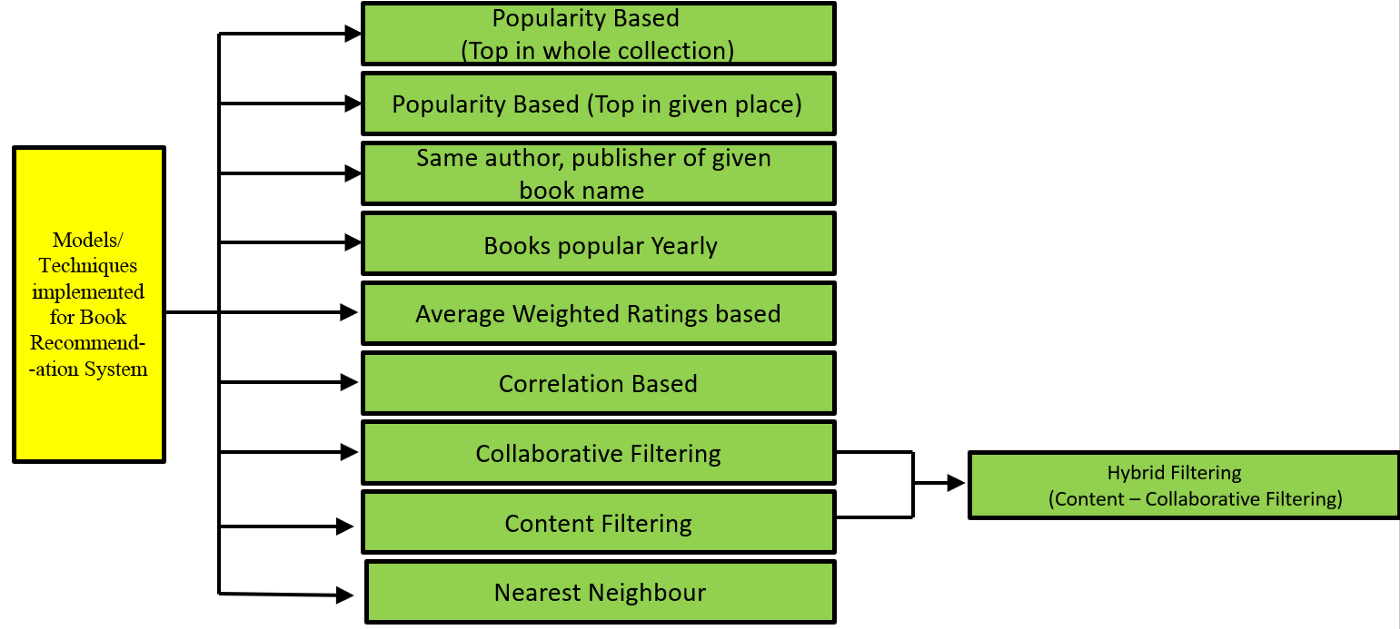 Popularity Based
(Top in whole collection)
Popularity Based (Top in given place)
Same author, publisher of given
book name
Books popular Yearly
Models/
Techniques
implemented
for Book
Recommend-
-ation System
Average Weighted Ratings based
Correlation Based
Collaborative Filtering
Hybrid Filtering
(Content – Collaborative Filtering)
Content Filtering
Nearest Neighbour